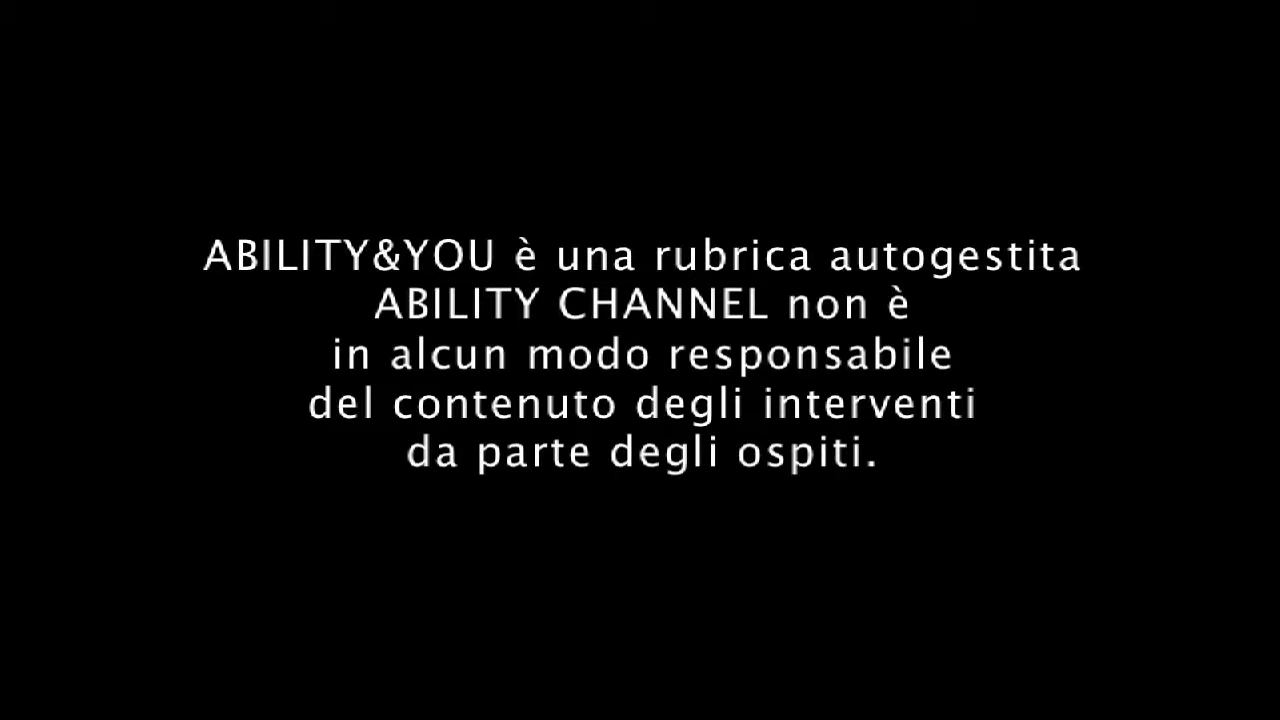 ABILITY&YOU è una rubrica autogestita
ABILITY CHANNEL non è
in alcun modo responsabile
del contenuto degli interventi
da parte degli ospiti.